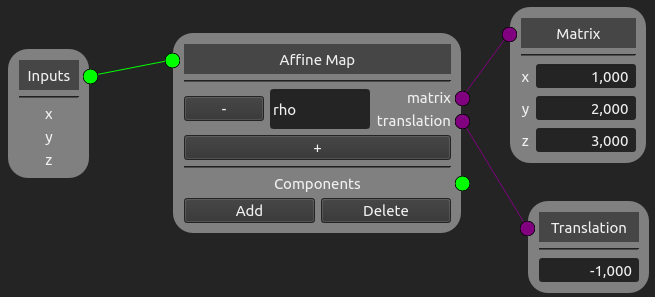 Inputs
x
y
z
Affine Map
-
rho
matrix
translation
+
Components
Add
Delete
Matrix
x 1,000
y 2,000
z 3,000
Translation
-1,000